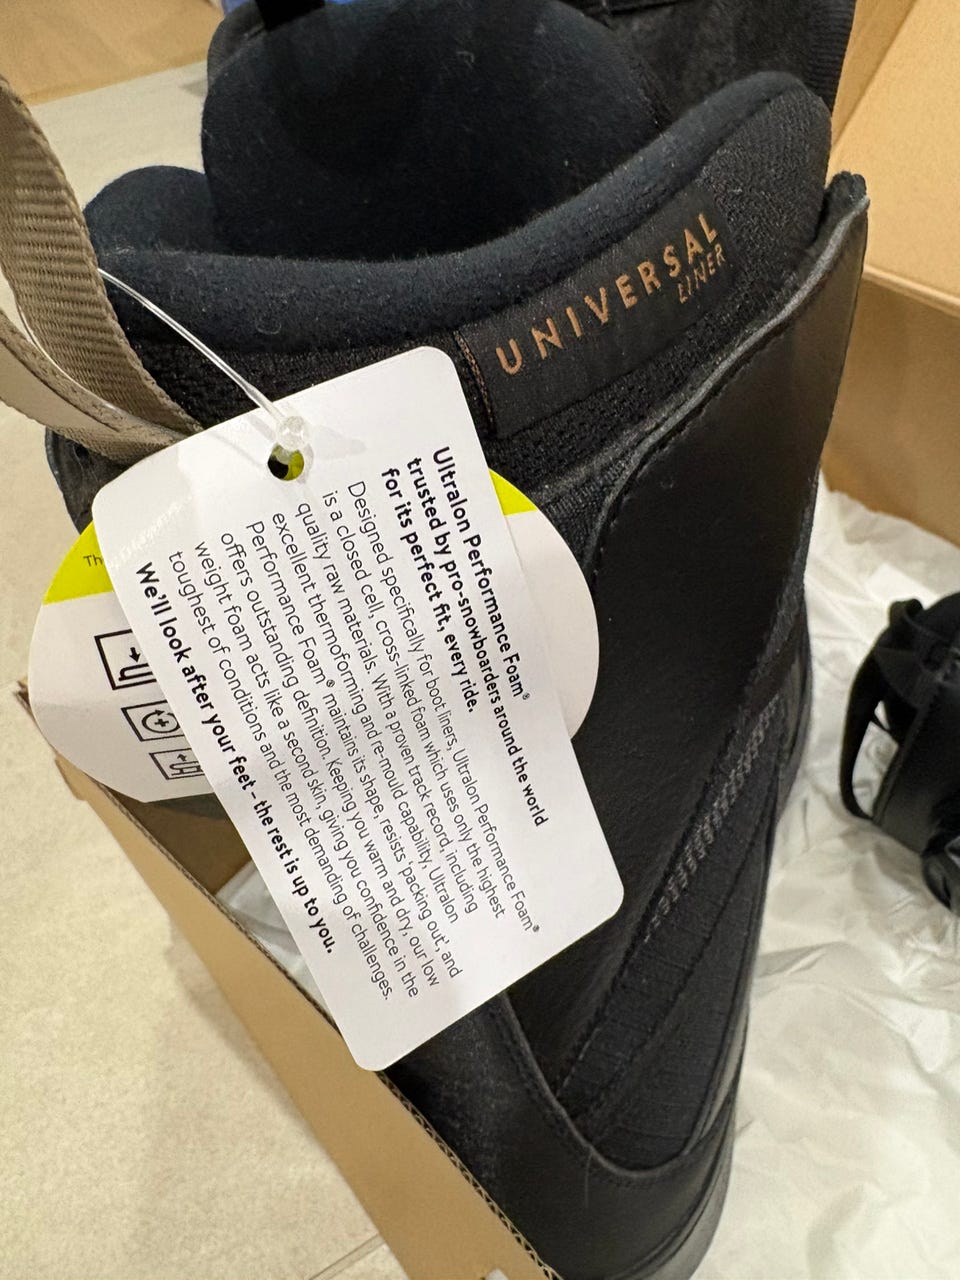 UNIVERSAL
LINER
Ultralon Performance Foam®
trusted by pro-snowboarders around the world
for its perfect fit, every ride.
Designed specifically for boot liners, Ultralon Performance Foam®
is a closed cell, cross-linked foam which uses only the highest
quality raw materials. With a proven track record, including
excellent thermoforming and re-mould capability, Ultralon
Performance Foam® maintains its shape, resists 'packing out', and
offers outstanding definition. Keeping you warm and dry, our low
weight foam acts like a second skin, giving you confidence in the
toughest of conditions and the most demanding of challenges.
We'll look after your feet – the rest is up to you.